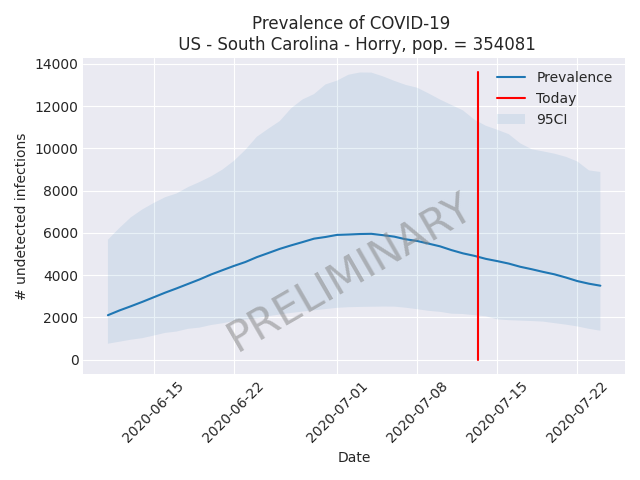 Prevalence of COVID-19
US - South Carolina - Horry, pop. = 354081
14000
12000
10000
8000
6000
4000
2000
0
# undetected infections
Prevalence
Today
95CI
PRELIMINARY
2020-06-15
2020-06-22
2020-07-01
2020-07-08
2020-07-15
2020-07-22
Date